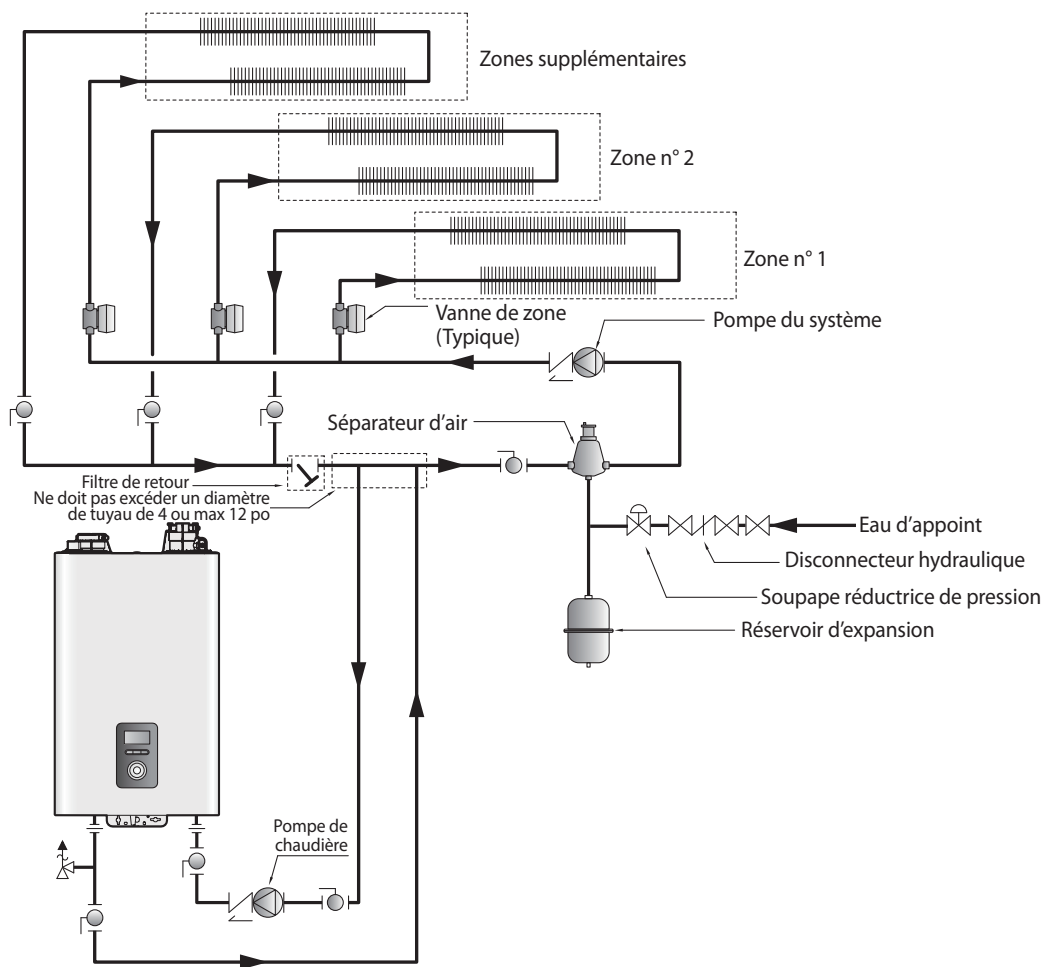 Zones supplémentaires
Zone n° 2
Zone n° 1
Vanne de zone
(Typique)
Pompe du système
Séparateur d'air
Filtre de retour
Ne doit pas excéder un diamètre
de tuyau de 4 ou max 12 po
Eau d'appoint
Disconnecteur hydraulique
Soupape réductrice de pression
Réservoir d'expansion
Pompe de
chaudière